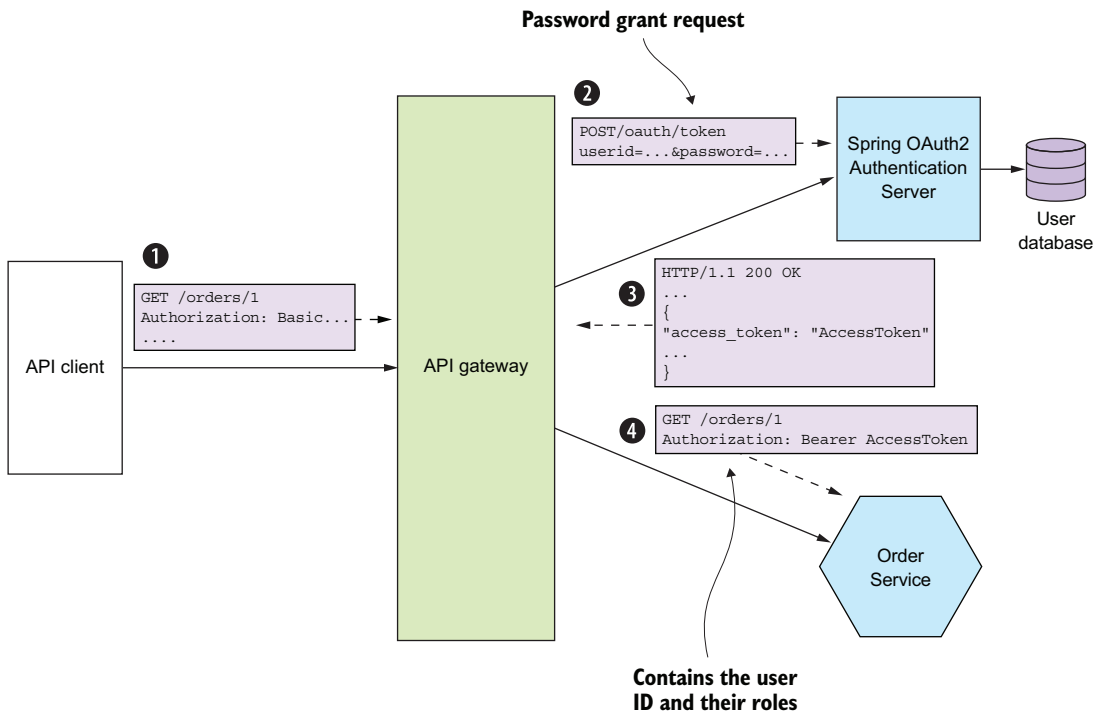 Password grant request
2
POST/oauth/token
userid=...&password=...
Spring OAuth2
Authentication
Server
User
database
1
GET /orders/1
Authorization: Basic...
....
API client
API gateway
3
HTTP/1.1 200 OK
...
{
"access_token": "AccessToken"
...
}
4
GET /orders/1
Authorization: Bearer AccessToken
Order
Service
Contains the user
ID and their roles